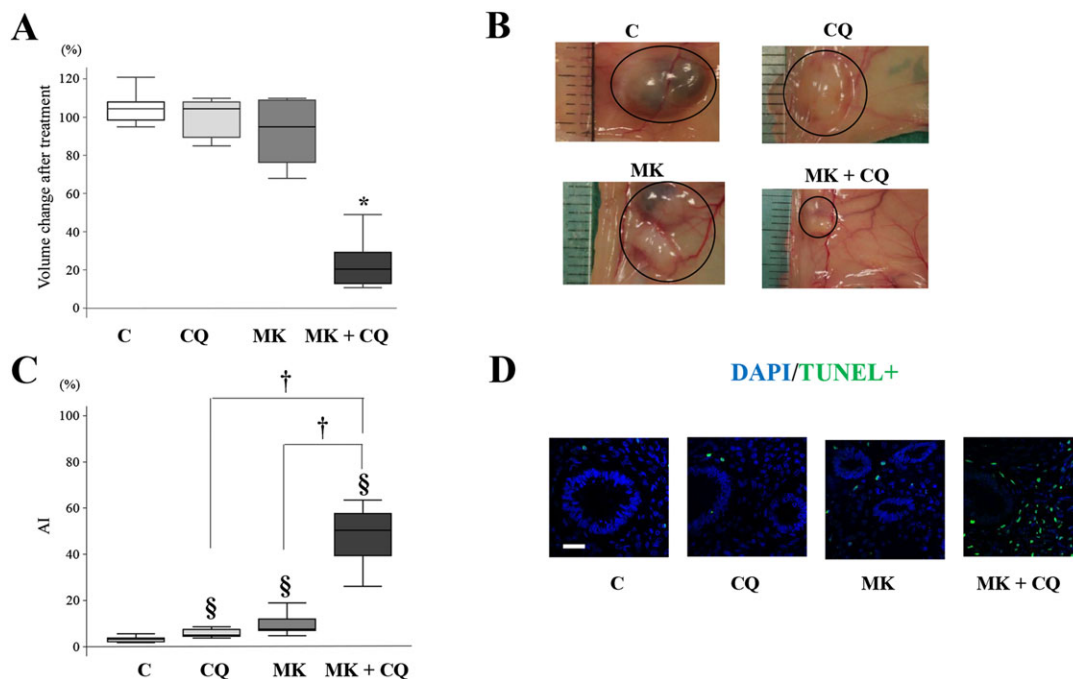 A
(%)
120
100
80
60
40
20
0
Volume change after treatment
*
C CQ MK MK + CQ
B
C CQ
MK MK + CQ
C
(%)
100
80
60
40
20
0
AI
†
†
§
§
§
C CQ MK MK + CQ
D
DAPI/TUNEL+
C CQ MK MK + CQ